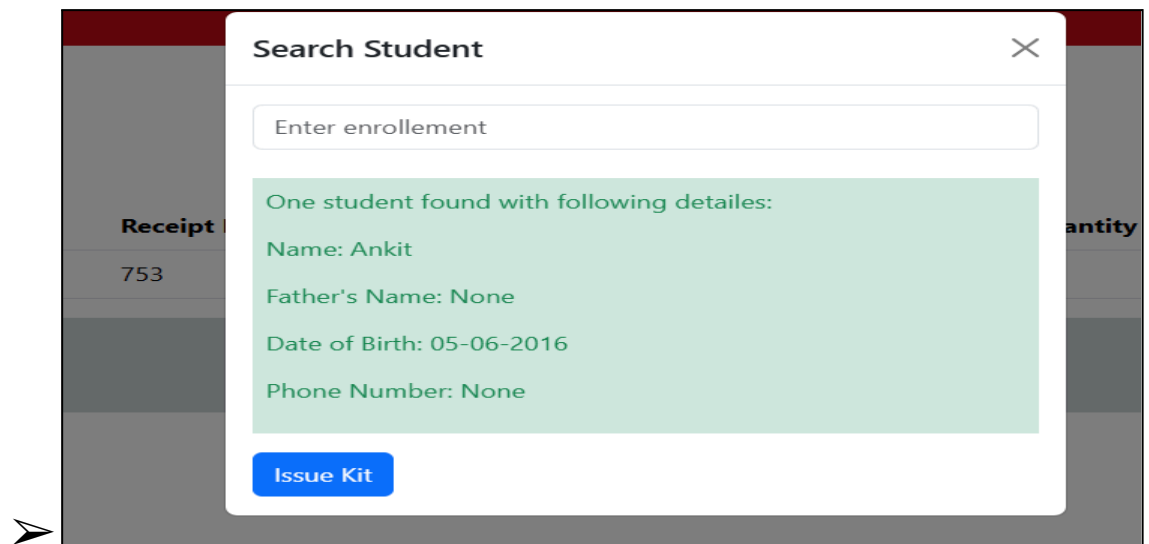 Search Student
Enter enrollement
One student found with following detailes:
Receipt
antity
Name: Ankit
753
Father's Name: None
Date of Birth: 05-06-2016
Phone Number: None
Issue Kit